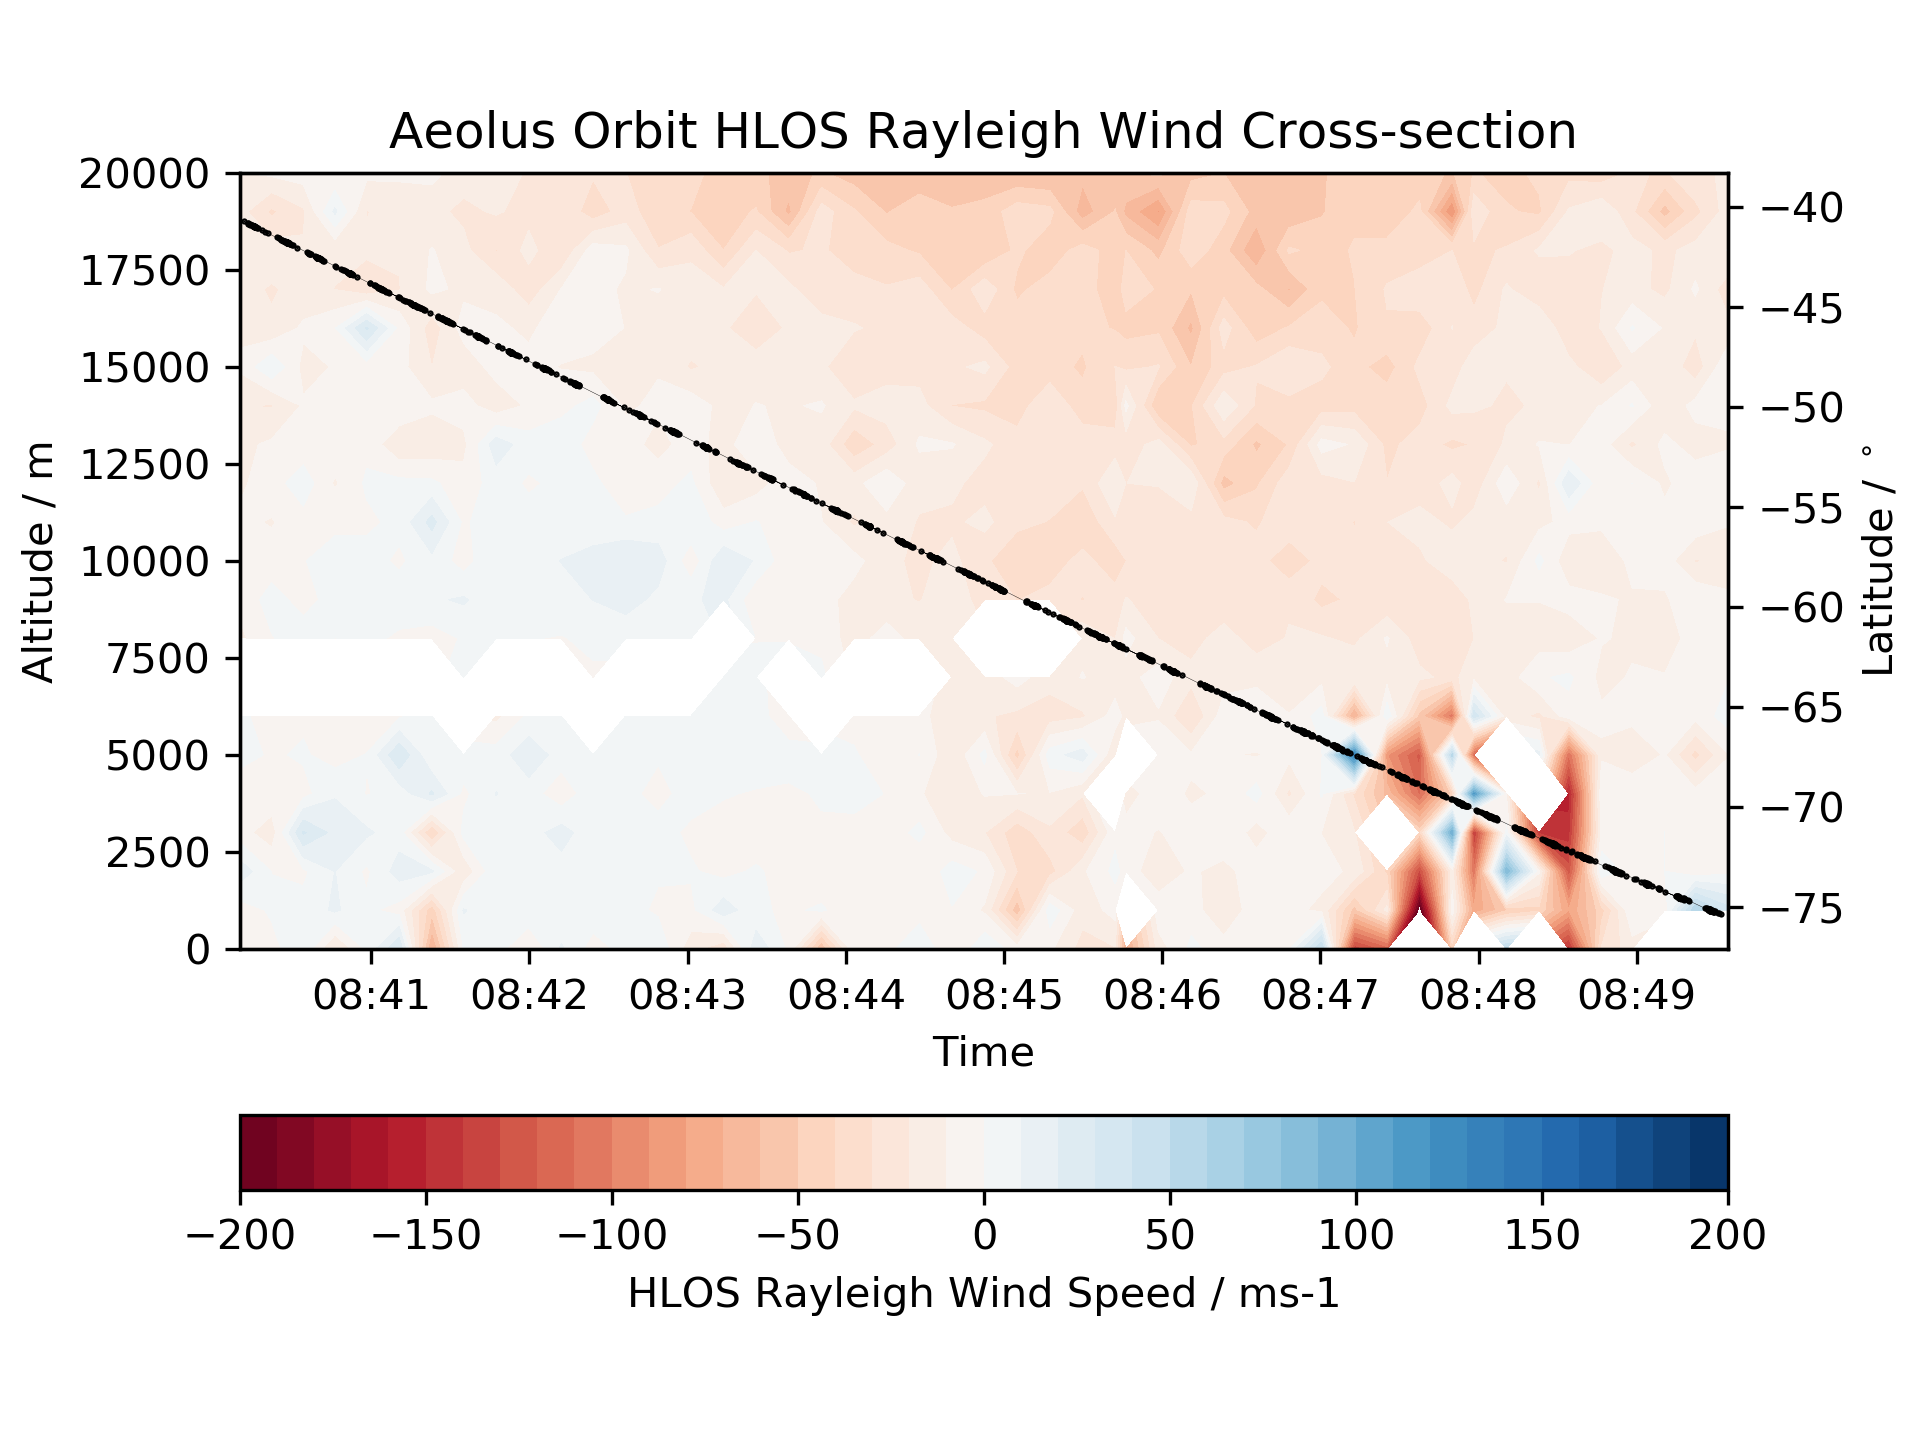 Aeolus Orbit HLOS Rayleigh Wind Cross-section
20000
17500
15000
12500
10000
7500
5000
2500
0
Altitude / m
−40
−45
−50
−55
−60
−65
−70
−75
Latitude / °
08:41 08:42 08:43 08:44 08:45 08:46 08:47 08:48 08:49
Time
−200 −150 −100 −50 0 50 100 150 200
HLOS Rayleigh Wind Speed / ms-1